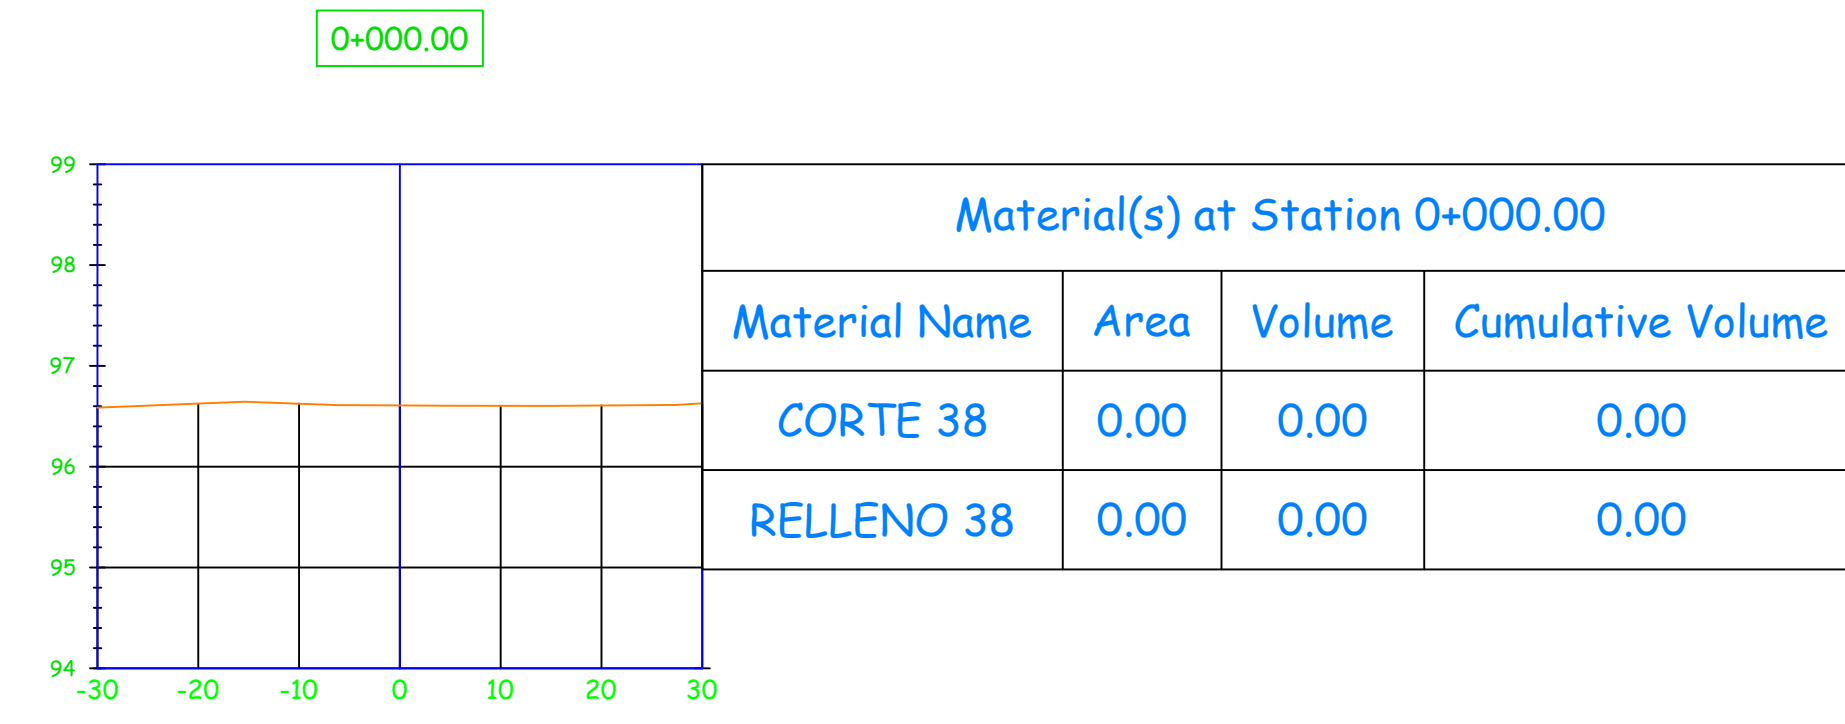 0+000.00
99
98
97
96
95
94
-30 -20 -10 0 10 20 30
Material(s) at Station 0+000.00
Material Name Area Volume Cumulative Volume
CORTE 38 0.00 0.00 0.00
RELLENO 38 0.00 0.00 0.00